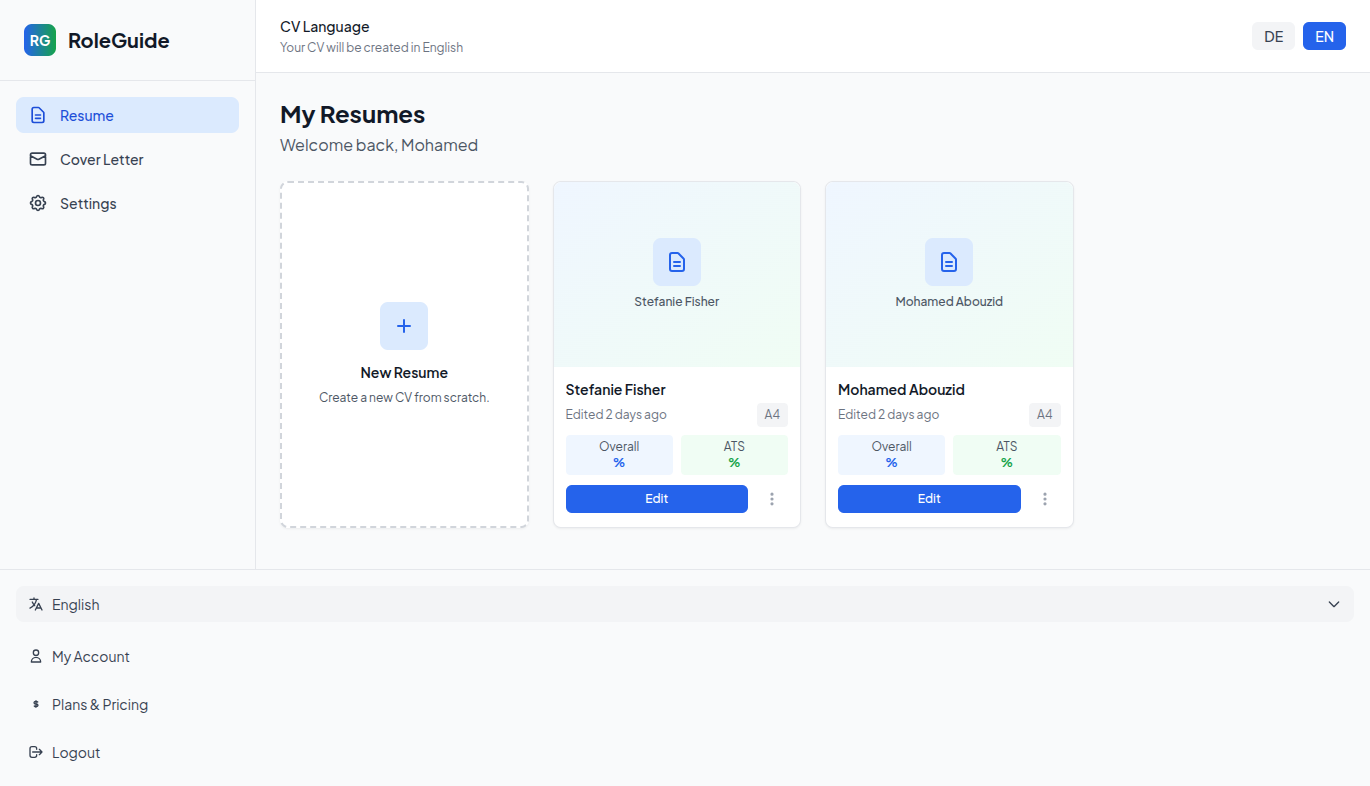 RG RoleGuide
Resume
Cover Letter
Settings
CV Language
Your CV will be created in English
DE EN
My Resumes
Welcome back, Mohamed
New Resume
Create a new CV from scratch.
Stefanie Fisher
Stefanie Fisher
Edited 2 days ago A4
Overall ATS
% %
Edit
Mohamed Abouzid
Mohamed Abouzid
Edited 2 days ago A4
Overall ATS
% %
Edit
English
My Account
$ Plans & Pricing
Logout